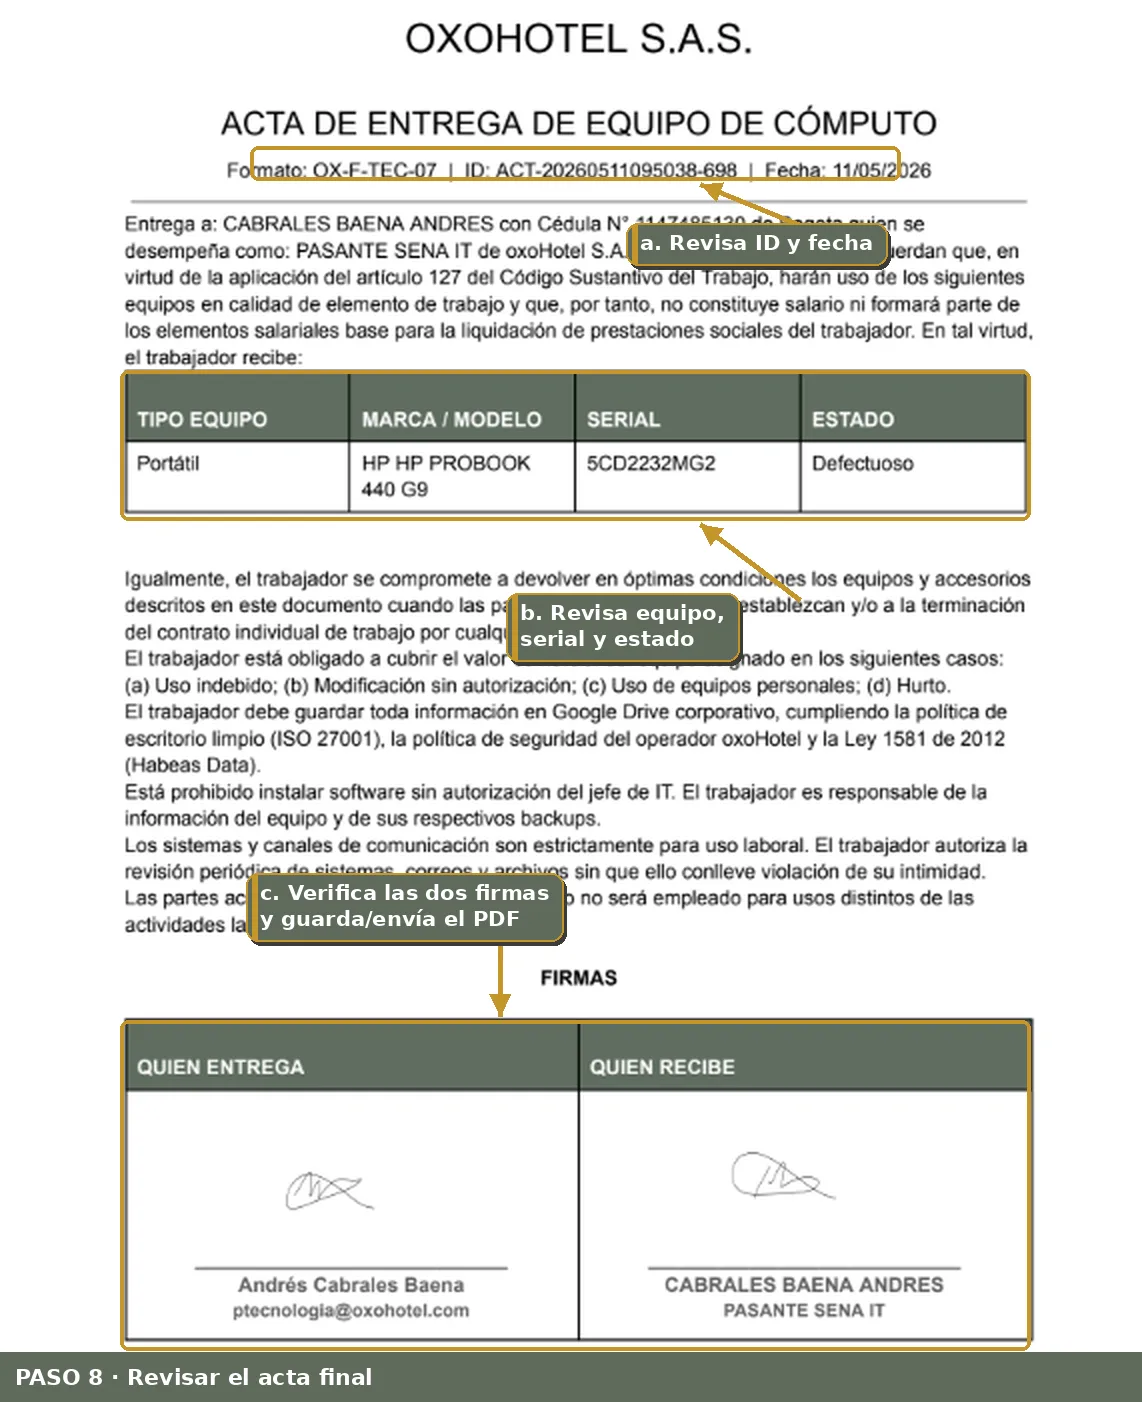 OXOHOTEL S.A.S.
ACTA DE ENTREGA DE EQUIPO DE CÓMPUTO
Formato: OX-F-TEC-07 | ID: ACT-20260511095038-698 | Fecha: 11/05/2026
Entrega a: CABRALES BAENA ANDRES con Cédula N° quien se
a. Revisa ID y fecha
desempeña como: PASANTE SENA IT de oxoHotel S.A. que, en
virtud de la aplicación del artículo 127 del Código Sustantivo del Trabajo, harán uso de los siguientes
equipos en calidad de elemento de trabajo y que, por tanto, no constituye salario ni formará parte de
los elementos salariales base para la liquidación de prestaciones sociales del trabajador. En tal virtud,
el trabajador recibe:
TIPO EQUIPO MARCA / MODELO SERIAL ESTADO
Portátil HP HP PROBOOK 5CD2232MG2 Defectuoso
440 G9
Igualmente, el trabajador se compromete a devolver en óptimas condiciones los equipos y accesorios
descritos en este documento cuando las establezcan y/o a la terminación
b. Revisa equipo,
serial y estado
del contrato individual de trabajo por
El trabajador está obligado a cubrir el valor en los siguientes casos:
(a) Uso indebido; (b) Modificación sin autorización; (c) Uso de equipos personales; (d) Hurto.
El trabajador debe guardar toda información en Google Drive corporativo, cumpliendo la política de
escritorio limpio (ISO 27001), la política de seguridad del operador oxoHotel y la Ley 1581 de 2012
(Habeas Data).
Está prohibido instalar software sin autorización del jefe de IT. El trabajador es responsable de la
información del equipo y de sus respectivos backups.
Los sistemas y canales de comunicación son estrictamente para uso laboral. El trabajador autoriza la
revisión periódica de sistemas, correos y archivos sin que ello conlleve violación de su intimidad.
c. Verifica las dos firmas
y guarda/envía el PDF
Las partes no será empleado para usos distintos de las
actividades
FIRMAS
QUIEN ENTREGA QUIEN RECIBE
Andrés Cabrales Baena CABRALES BAENA ANDRES
ptecnologia@oxohotel.com PASANTE SENA IT
PASO 8 · Revisar el acta final